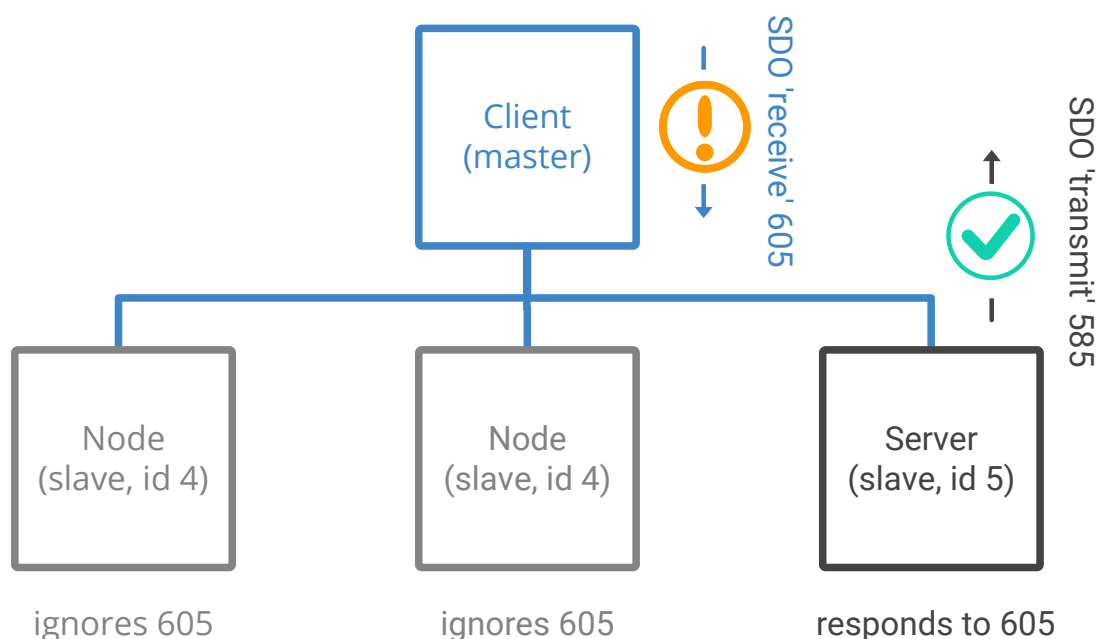 Client
(master)
SDO 'receive' 605
SDO 'transmit' 585
Node
(slave, id 4)
Node
(slave, id 4)
Server
(slave, id 5)
ignores 605
ignores 605
responds to 605